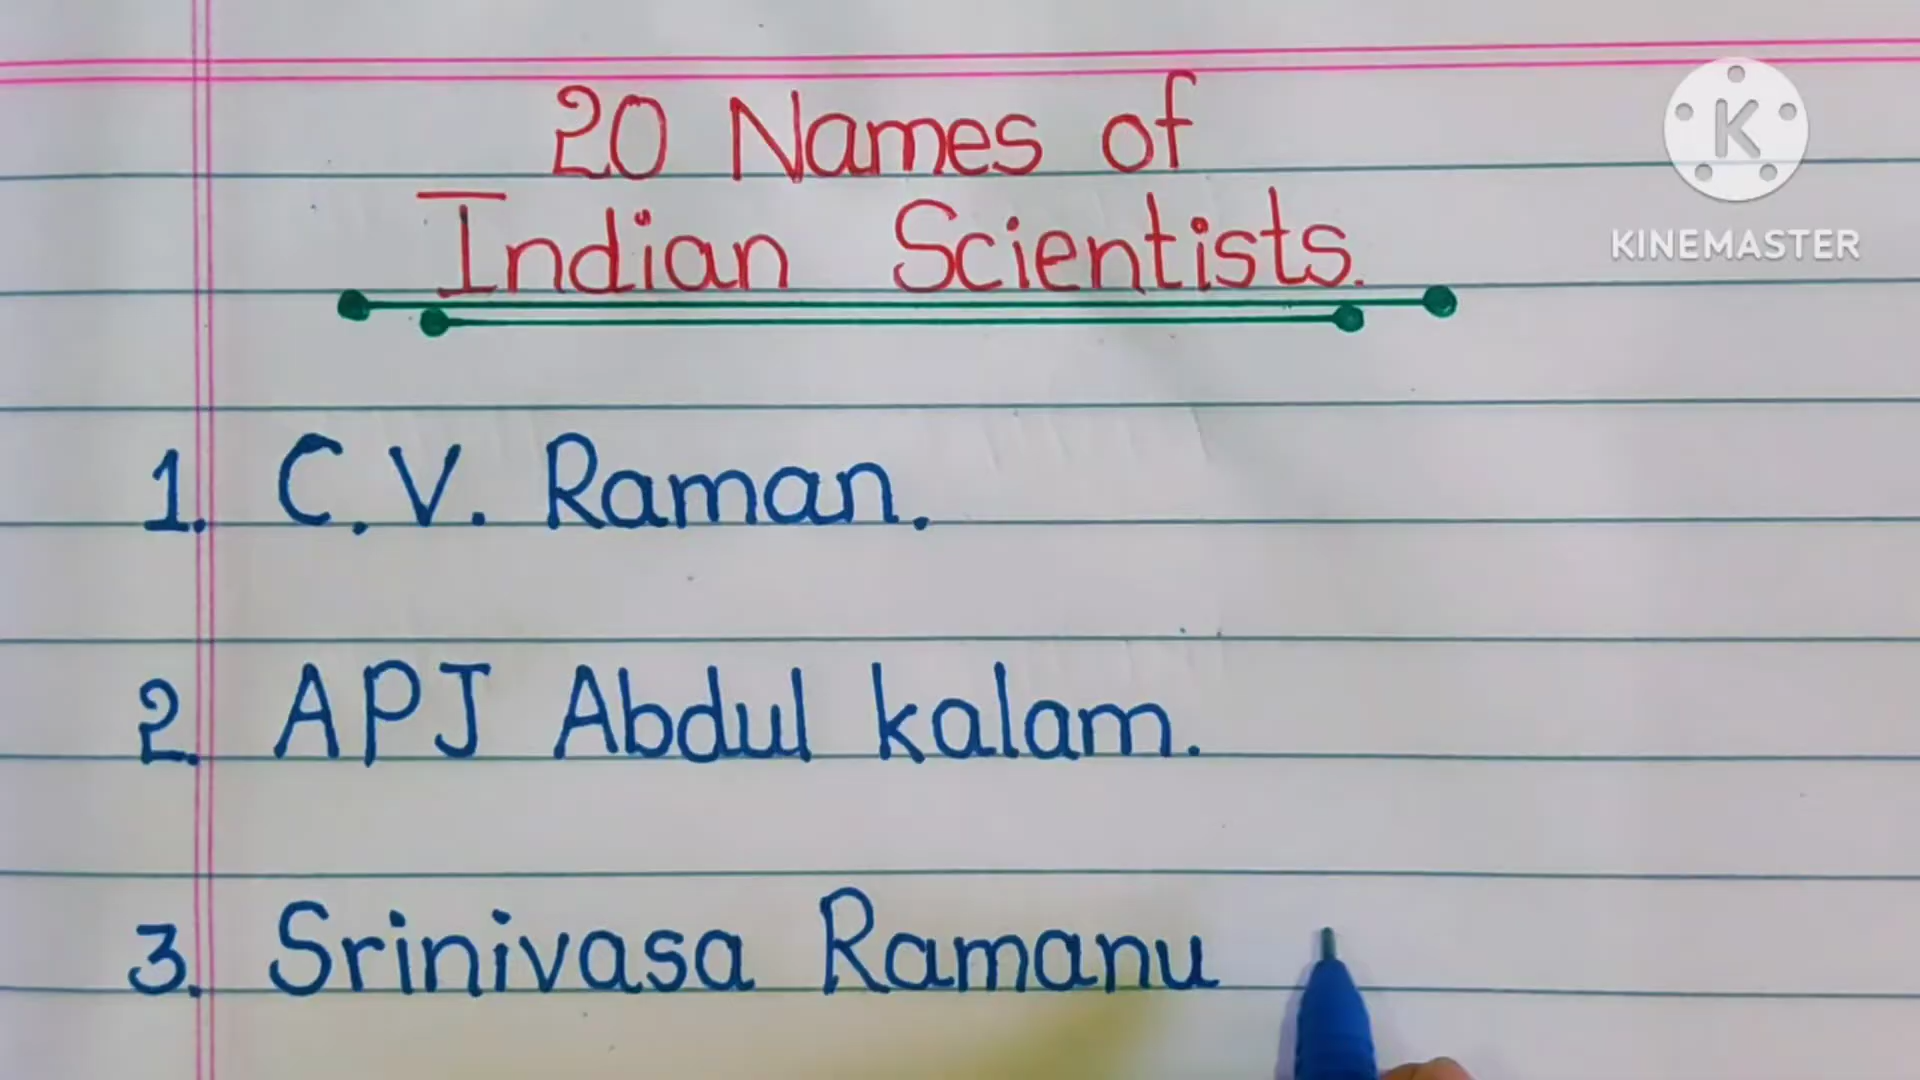 20 Names of
Indian Scientists.
K
KINEMASTER
1. C.V. Raman.
2. APJ Abdul kalam.
3. Srinivasa Ramanu